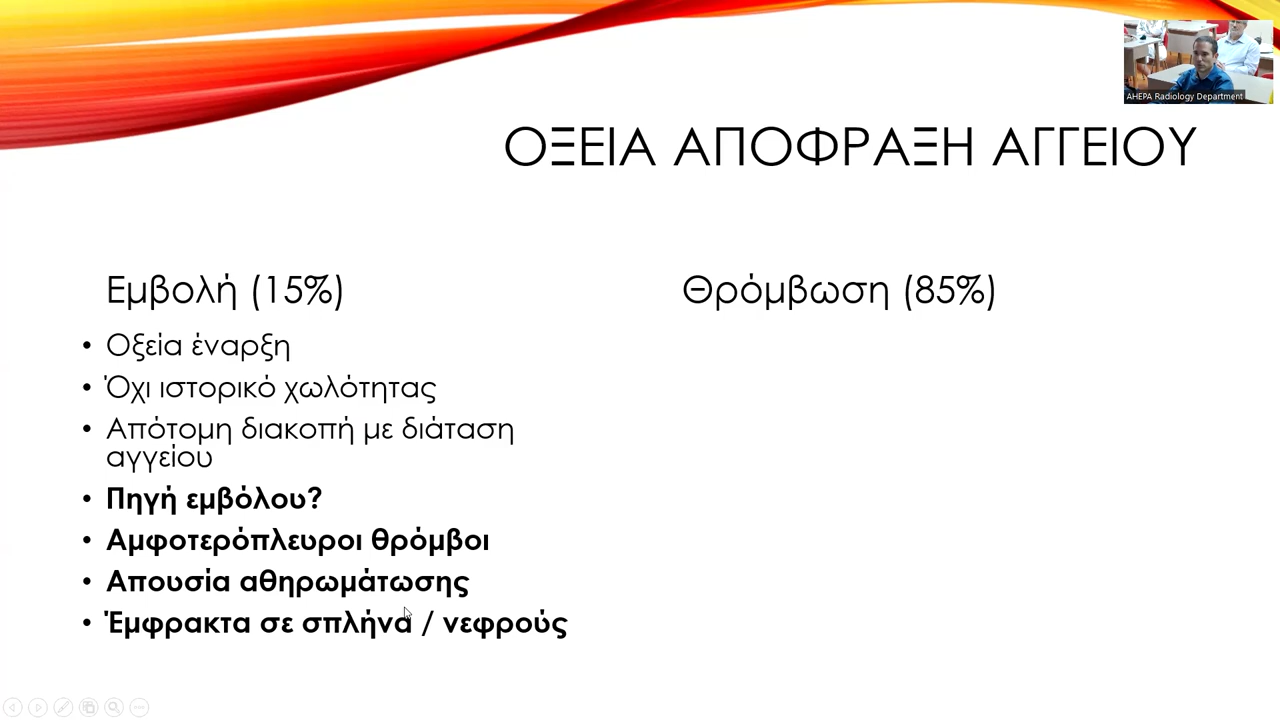 AHEPA Radiology Department
ΟΞΕΙΑ ΑΠΟΦΡΑΞΗ ΑΓΓΕΙΟΥ
Εμβολή (15%)
• Οξεία έναρξη
• Όχι ιστορικό χωλότητας
• Απότομη διακοπή με διάταση
αγγείου
• Πηγή εμβόλου?
• Αμφοτερόπλευροι θρόμβοι
• Απουσία αθηρωμάτωσης
• Έμφρακτα σε σπλήνα / νεφρούς
Θρόμβωση (85%)